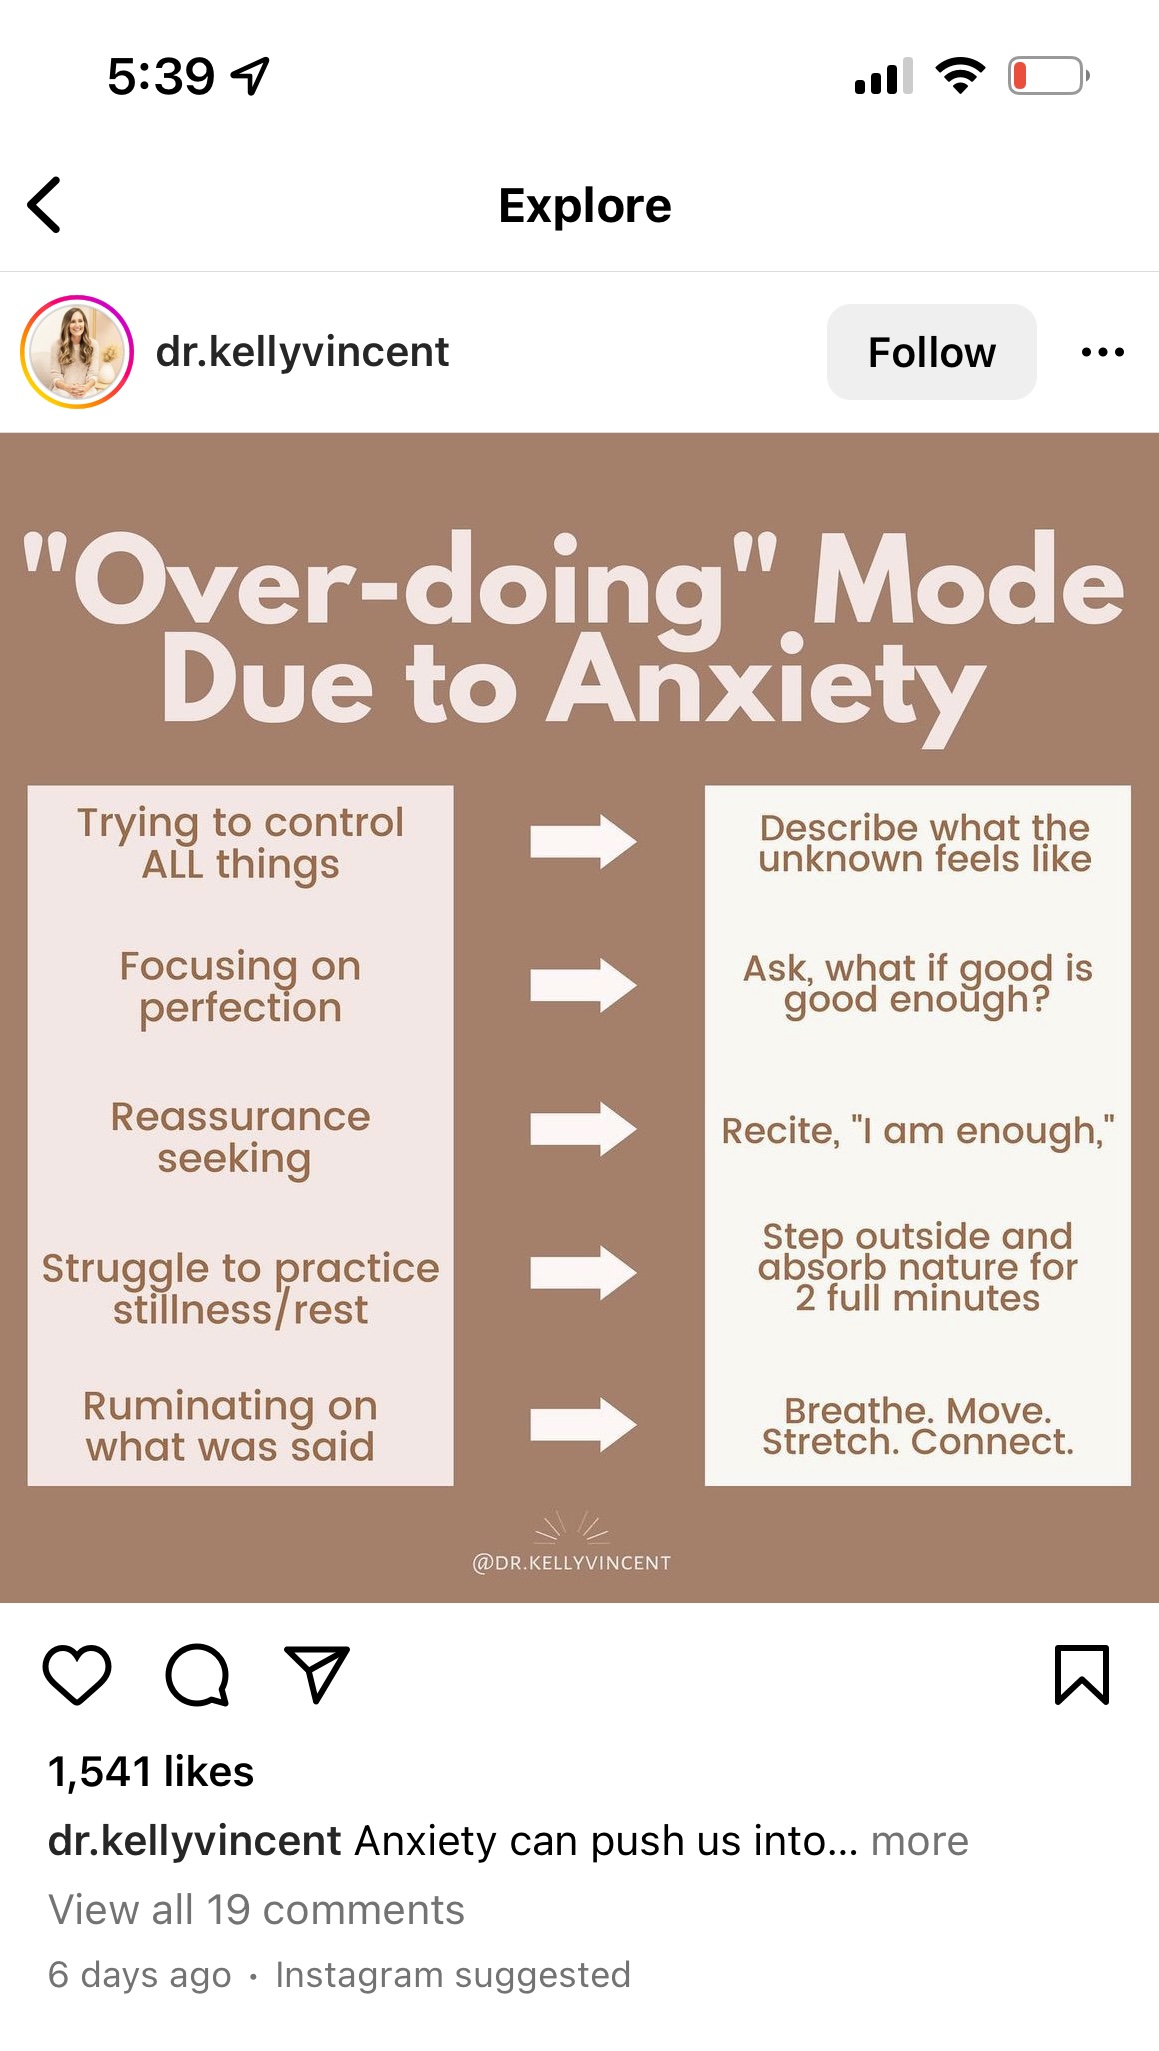 5:39
Explore
dr.kellyvincent
Follow
"Over-doing" Mode
Due to Anxiety
Trying to control
ALL things
Describe what the
unknown feels like
Focusing on
perfection
Ask, what if good is
good enough?
Reassurance
seeking
Recite, "I am enough,"
Struggle to practice
stillness/rest
Step outside and
absorb nature for
2 full minutes
Ruminating on
what was said
Breathe. Move.
Stretch. Connect.
@DR.KELLYVINCENT
1,541 likes
dr.kellyvincent Anxiety can push us into... more
View all 19 comments
6 days ago · Instagram suggested